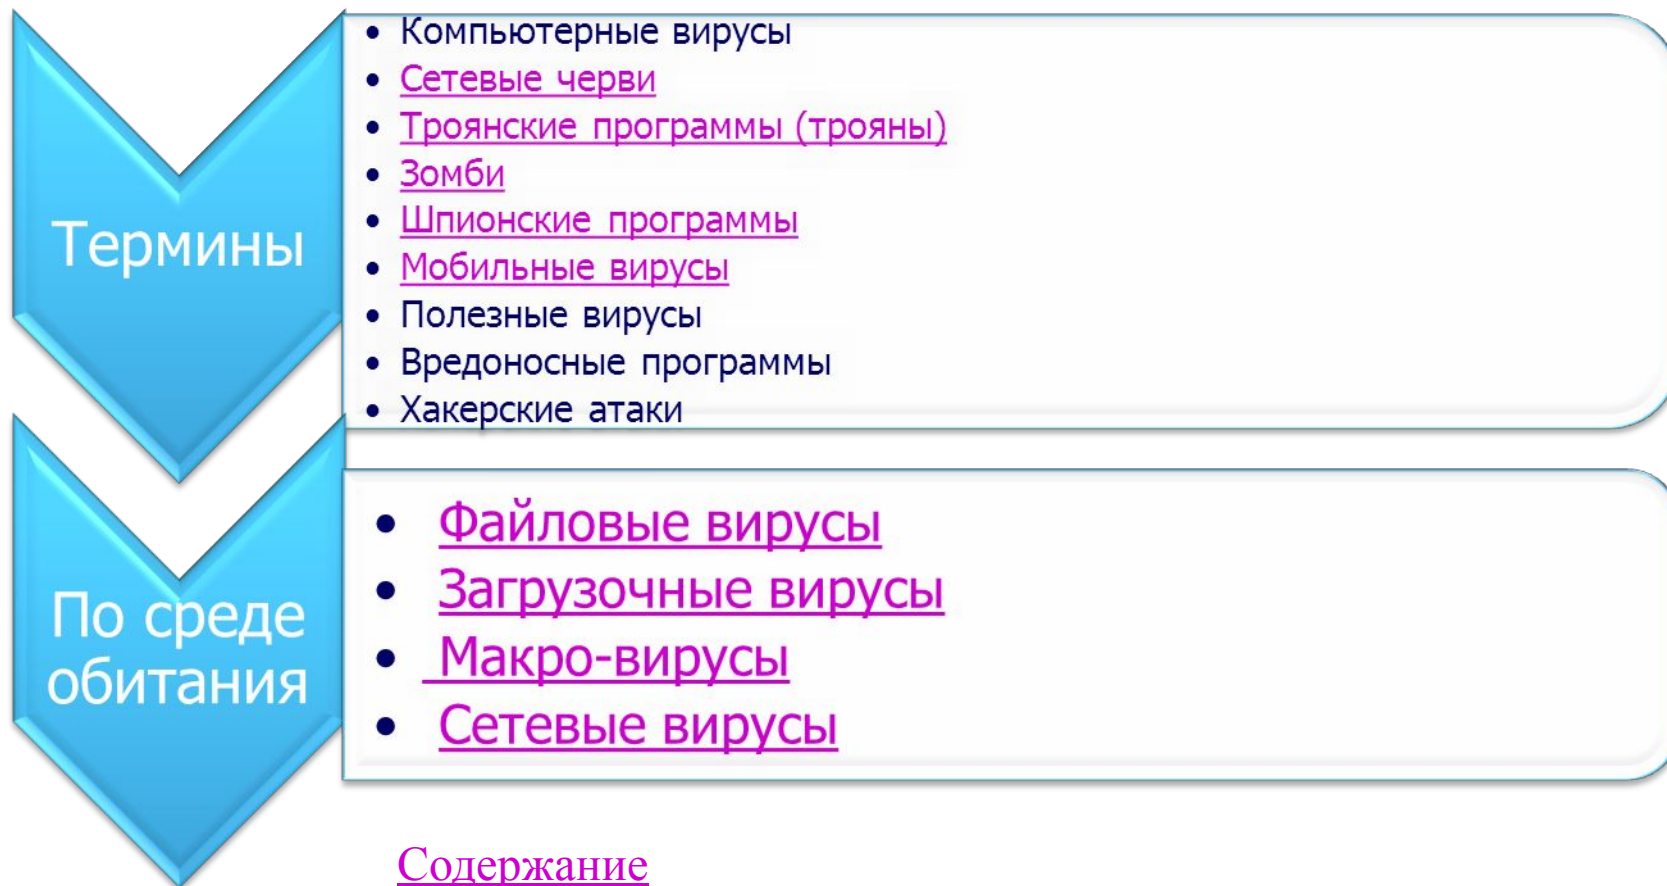 Термины
• Компьютерные вирусы
• Сетевые черви
• Троянские программы (трояны)
• Зомби
• Шпионские программы
• Мобильные вирусы
• Полезные вирусы
• Вредоносные программы
• Хакерские атаки
По среде
обитания
• Файловые вирусы
• Загрузочные вирусы
• Макро-вирусы
• Сетевые вирусы
Содержание